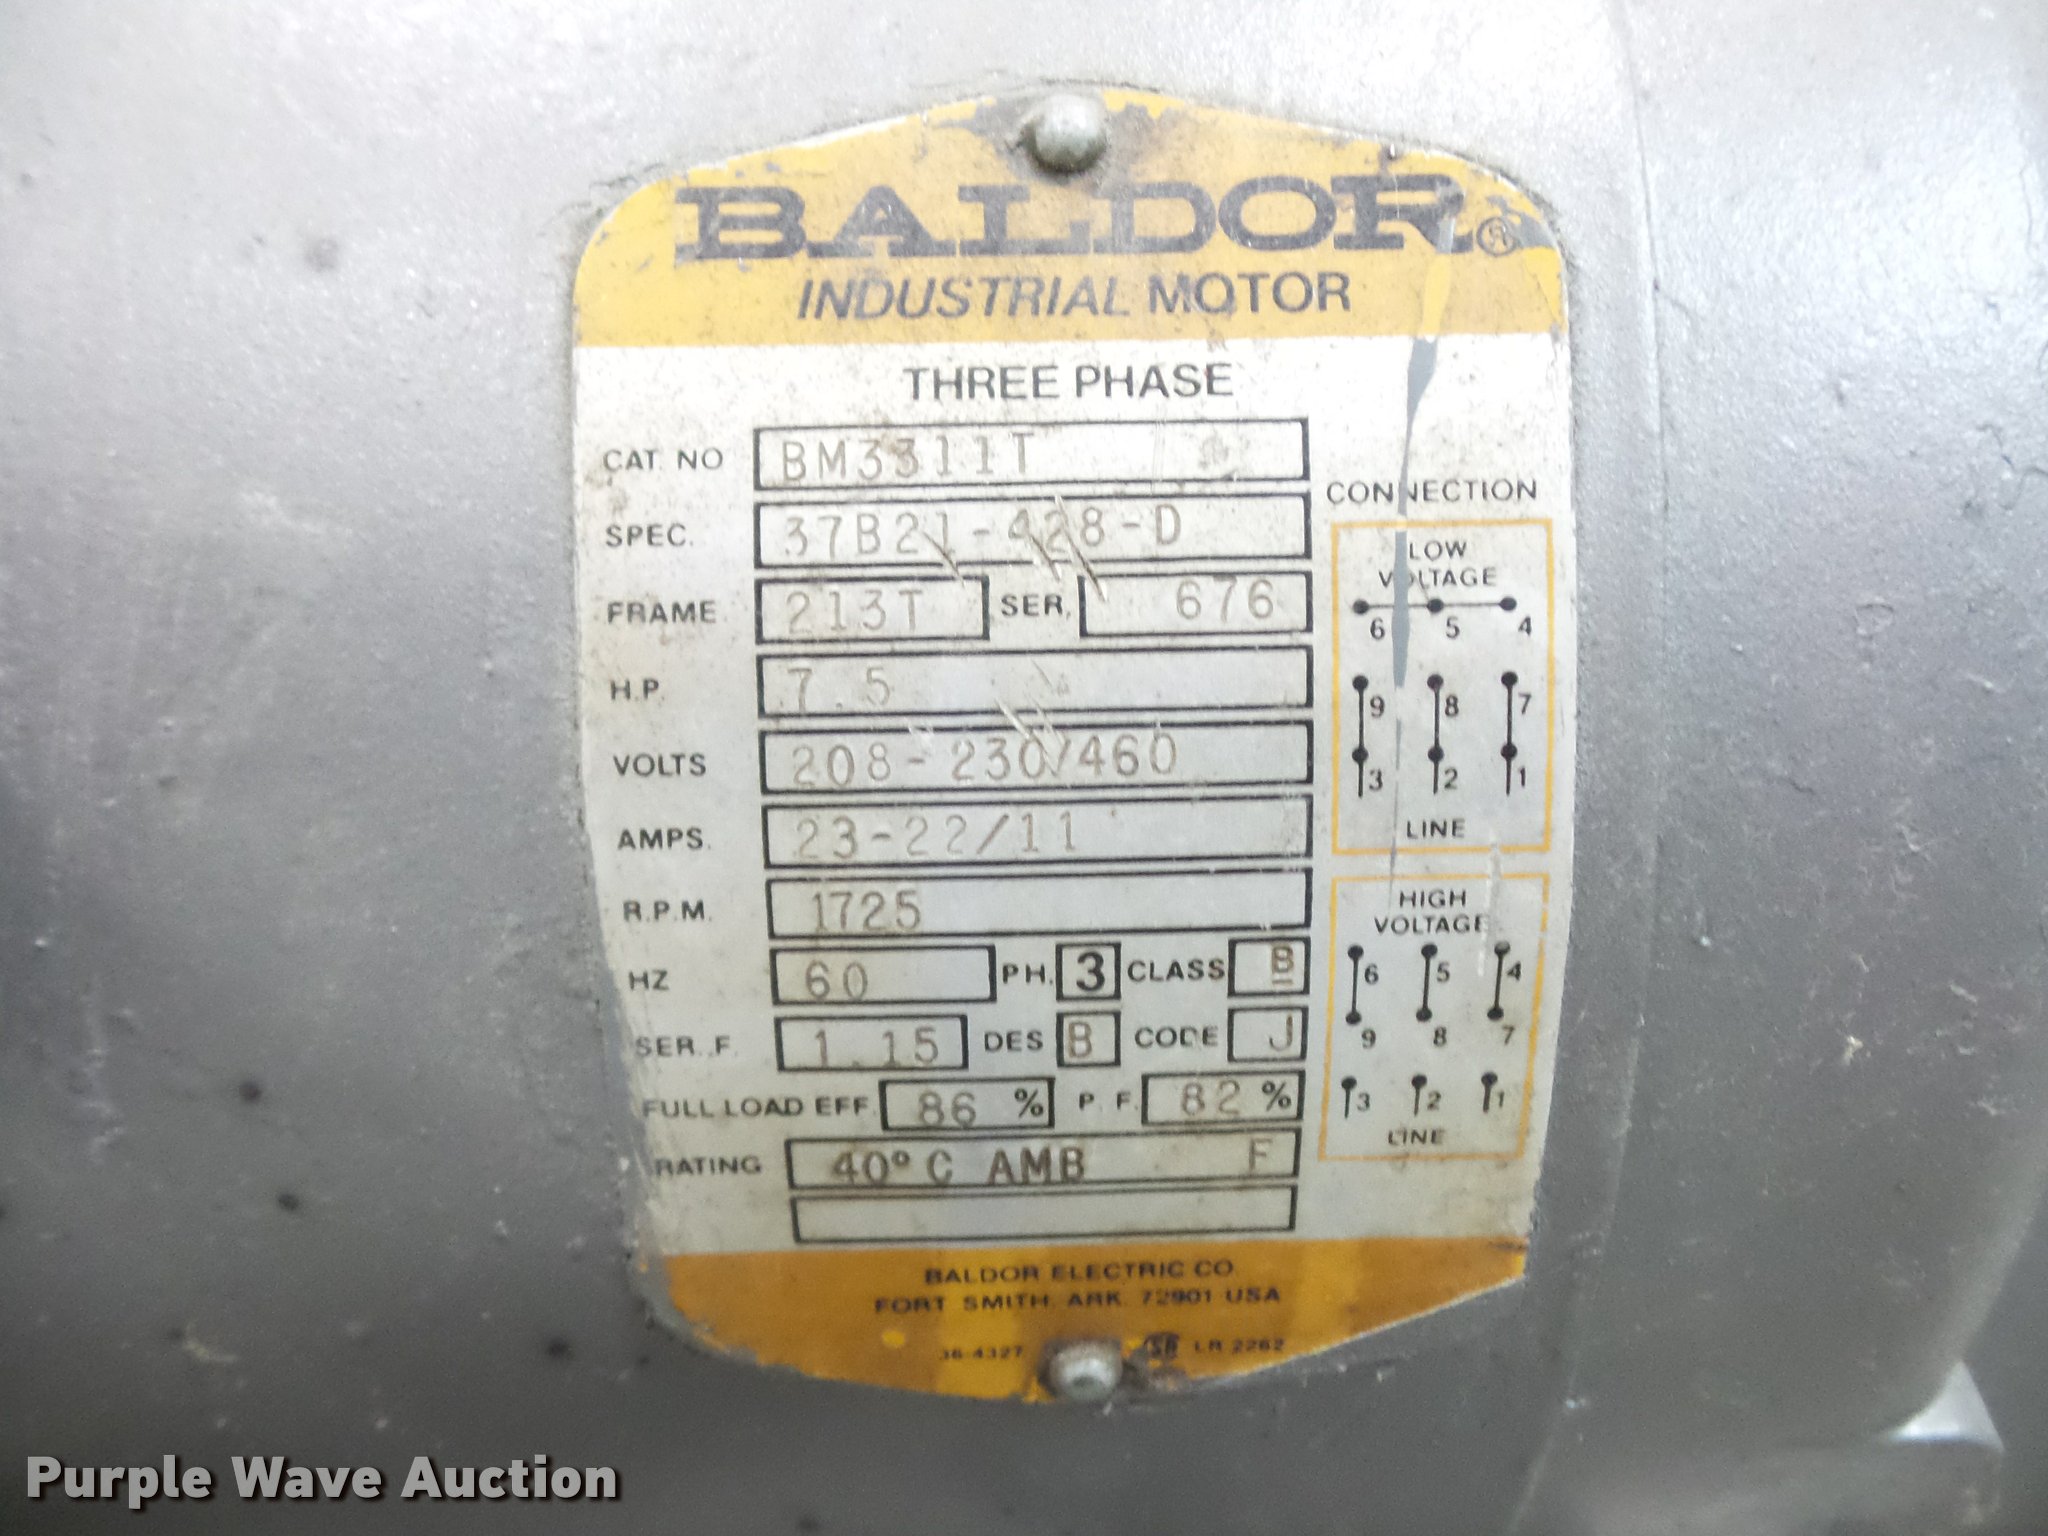 BALDOR®
INDUSTRIAL MOTOR
THREE PHASE
CAT. NO BM3311T
SPEC. 37B21-428-D
FRAME 213T SER. 676
H.P. 7.5
VOLTS 208-230/460
AMPS. 23-22/11
R.P.M. 1725
HZ 60 PH. 3 CLASS B
SER. F. 1.15 DES B CODE J
FULL LOAD EFF. 86 % P. F. 82 %
RATING 40° C AMB F
CONNECTION
LOW
VOLTAGE
6 5 4
9 8 7
3 2 1
LINE
HIGH
VOLTAGE
6 5 4
9 8 7
3 2 1
LINE
BALDOR ELECTRIC CO.
FORT SMITH, ARK. 72901 USA
36-4327 LR 2262
Purple Wave Auction